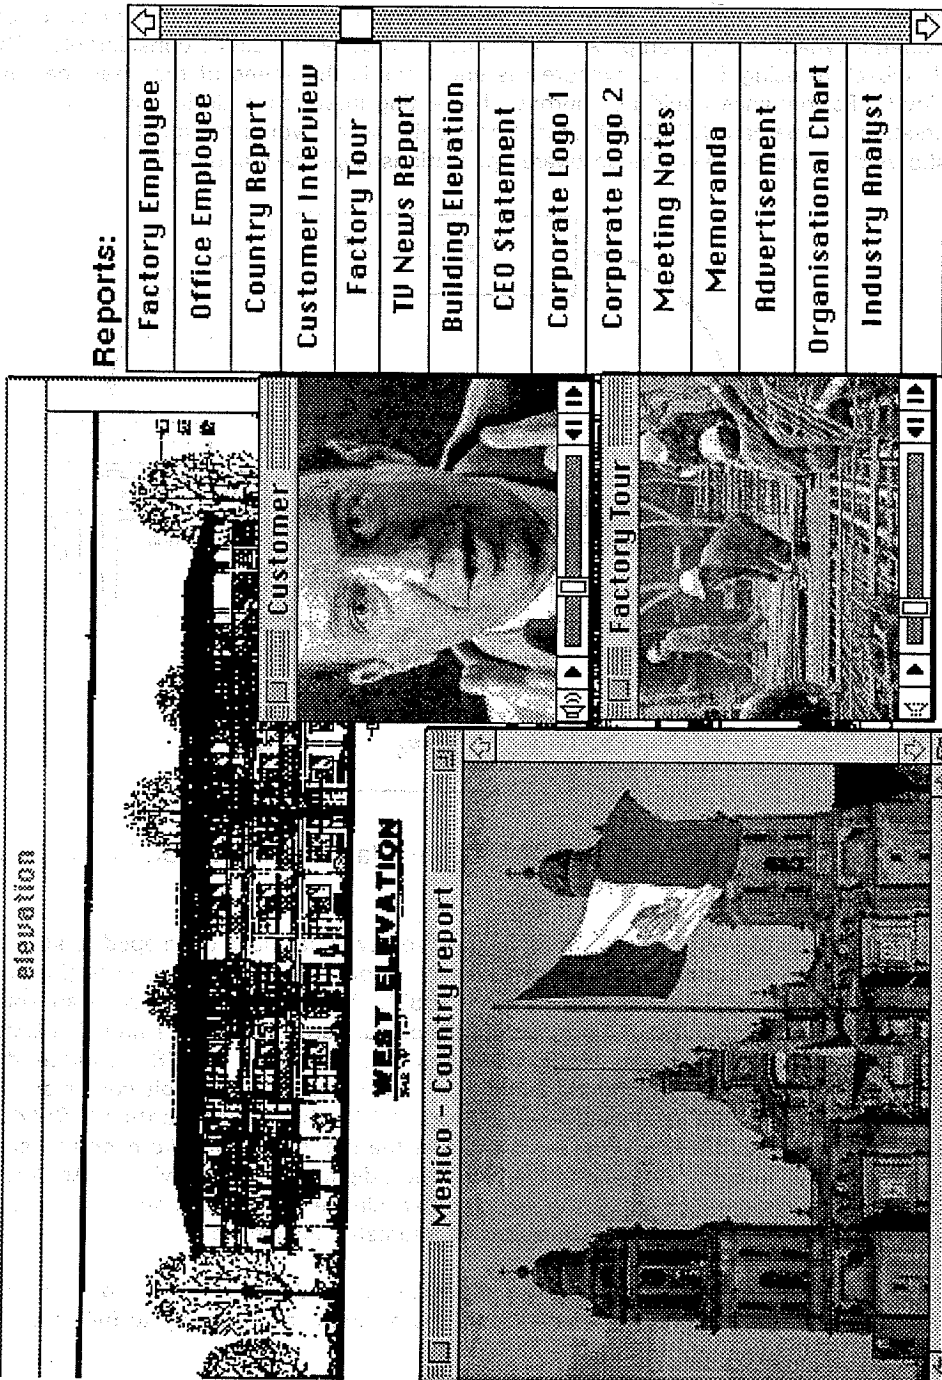 elevation
WEST ELEVATION
Customer
Mexico - Country report
Factory Tour
Reports:
Factory Employee
Office Employee
Country Report
Customer Interview
Factory Tour
TV News Report
Building Elevation
CEO Statement
Corporate Logo 1
Corporate Logo 2
Meeting Notes
Memoranda
Advertisement
Organisational Chart
Industry Analyst